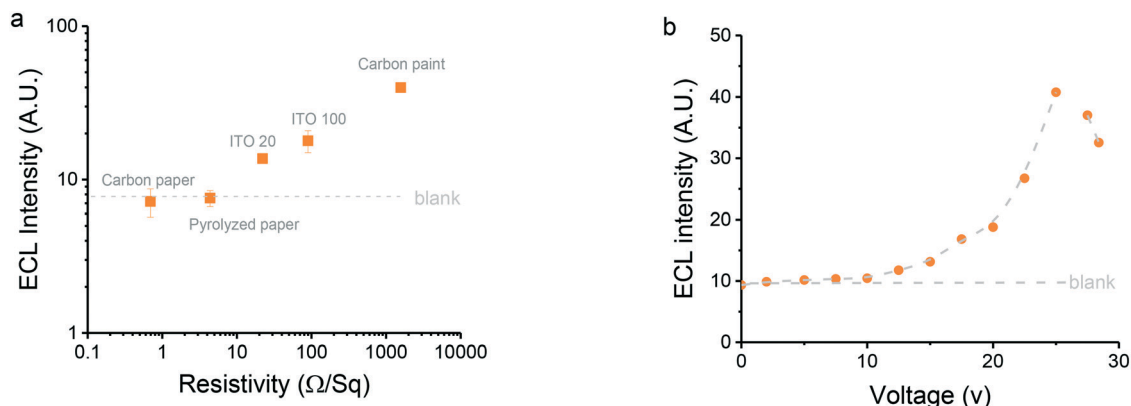 a
100
10
1
ECL Intensity (A.U.)
Carbon paint
ITO 100
ITO 20
Carbon paper
blank
Pyrolyzed paper
0.1 1 10 100 1000 10000
Resistivity (Ω/Sq)
b
50
40
30
20
10
0
ECL intensity (A.U.)
blank
0 10 20 30
Voltage (v)